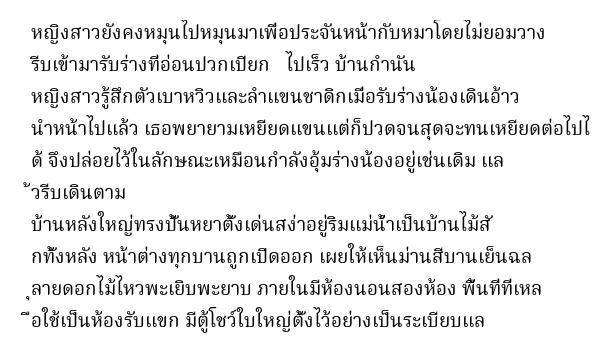 หญิงสาวยังคงหมุนไปหมุนมาเพื่อประจันหน้ากับหมาโดยไม่ยอมวาง
รีบเข้ามารับร่างที่อ่อนปวกเปียก   ไปเร็ว บ้านกำนัน
หญิงสาวรู้สึกตัวเบาหวิวและลำแขนชาดิกเมื่อรับร่างน้องเดินอ้าว
นำหน้าไปแล้ว เธอพยายามเหยียดแขนแต่ก็ปวดจนสุดจะทนเหยียดต่อไปไ
ด้ จึงปล่อยไว้ในลักษณะเหมือนกำลังอุ้มร่างน้องอยู่เช่นเดิม แล
้วรีบเดินตาม
บ้านหลังใหญ่ทรงปั้นหยาตั้งเด่นสง่าอยู่ริมแม่น้ำเป็นบ้านไม้สั
กทั้งหลัง หน้าต่างทุกบานถูกเปิดออก เผยให้เห็นม่านสีบานเย็นฉล
ุลายดอกไม้ไหวพะเยิบพะยาบ ภายในมีห้องนอนสองห้อง พื้นที่ที่เหล
ือใช้เป็นห้องรับแขก มีตู้โชว์ใบใหญ่ตั้งไว้อย่างเป็นระเบียบแล